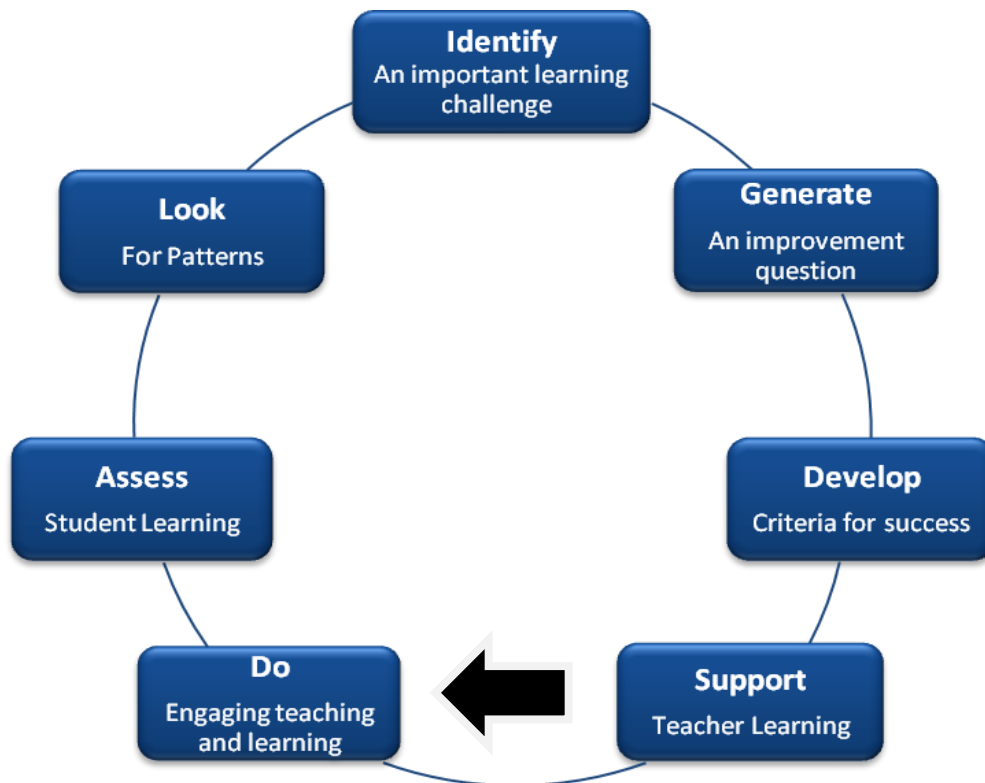 Identify
An important learning
challenge
Generate
An improvement
question
Develop
Criteria for success
Support
Teacher Learning
Do
Engaging teaching
and learning
Assess
Student Learning
Look
For Patterns